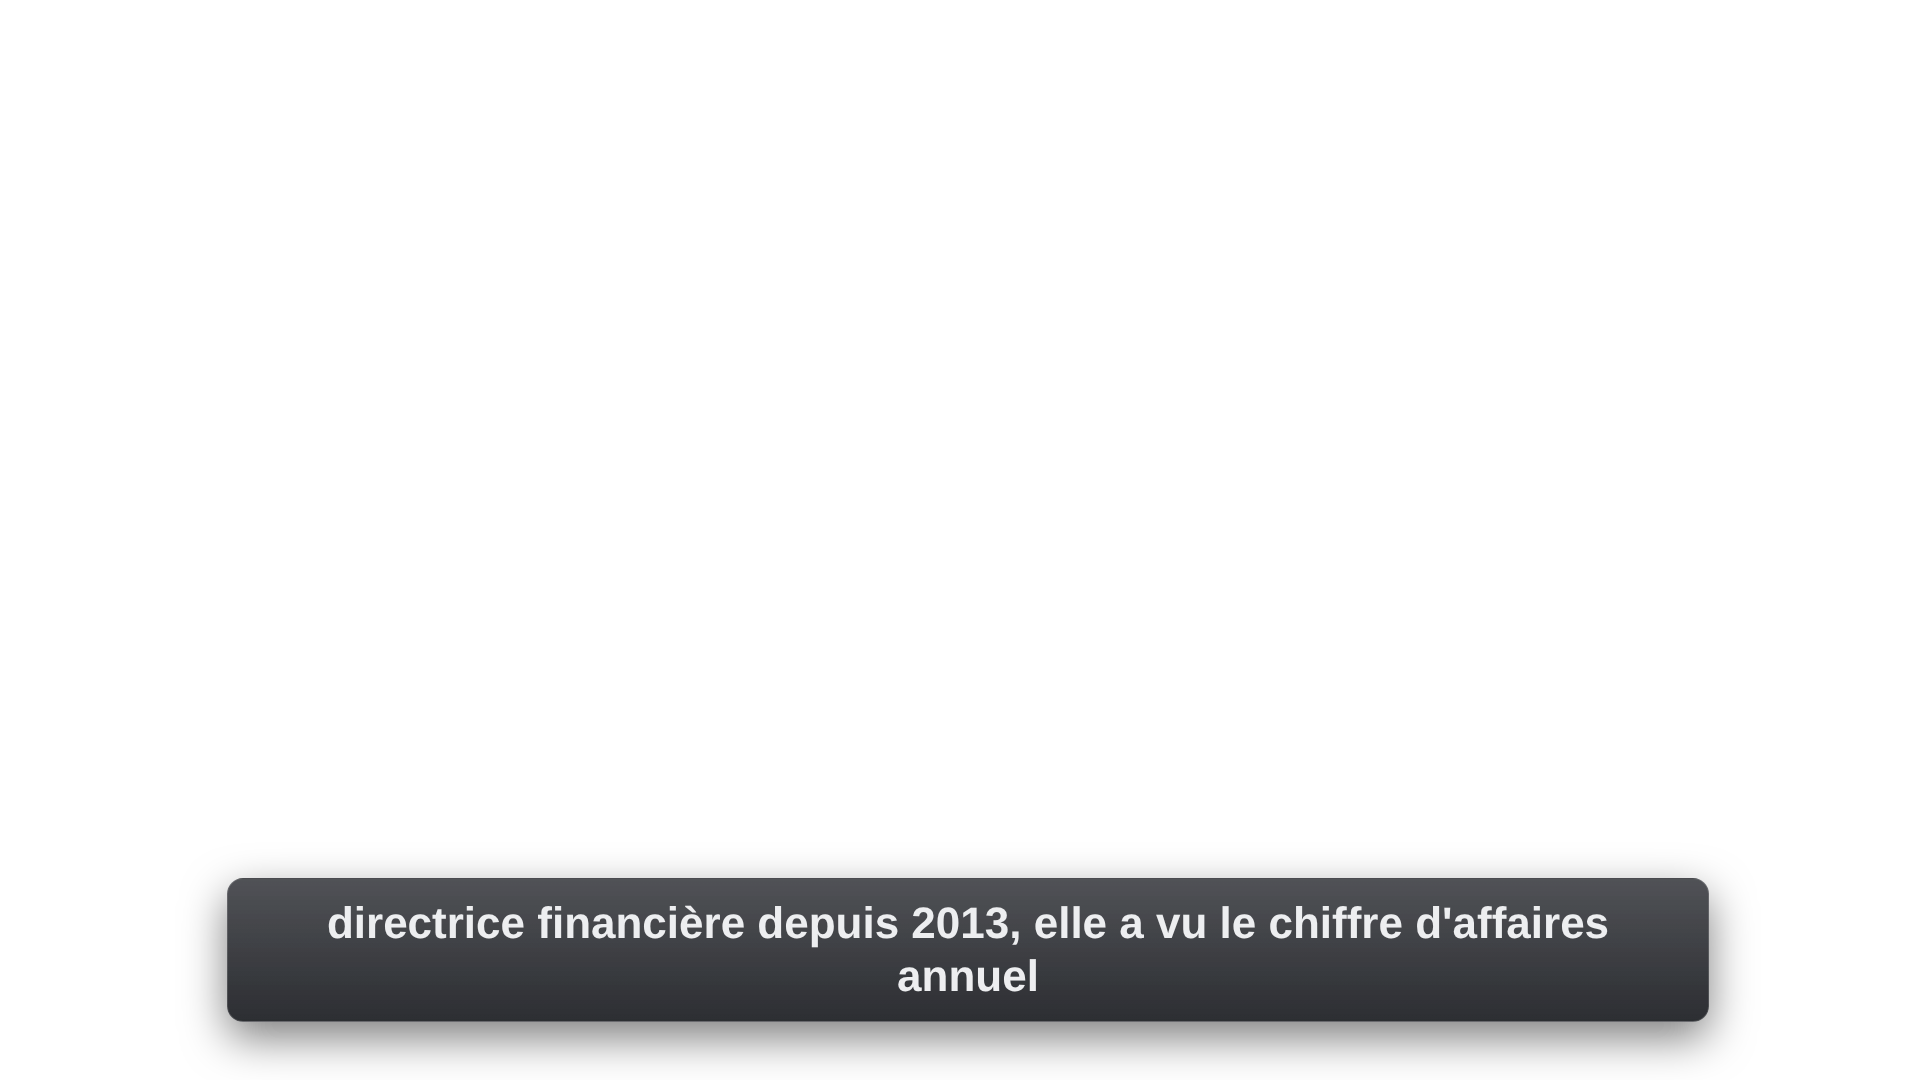 directrice financière depuis 2013, elle a vu le chiffre d'affaires
annuel